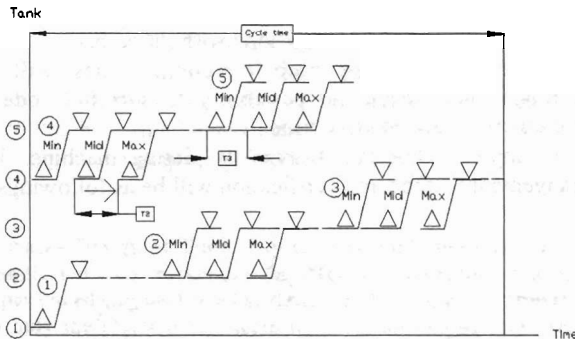 Tank
Cycle time
⑤
Min Mid Max
④
Min Mid Max
⑤
T3
④
③
Min Mid Max
T2
③
②
Min Mid Max
②
①
①
Time